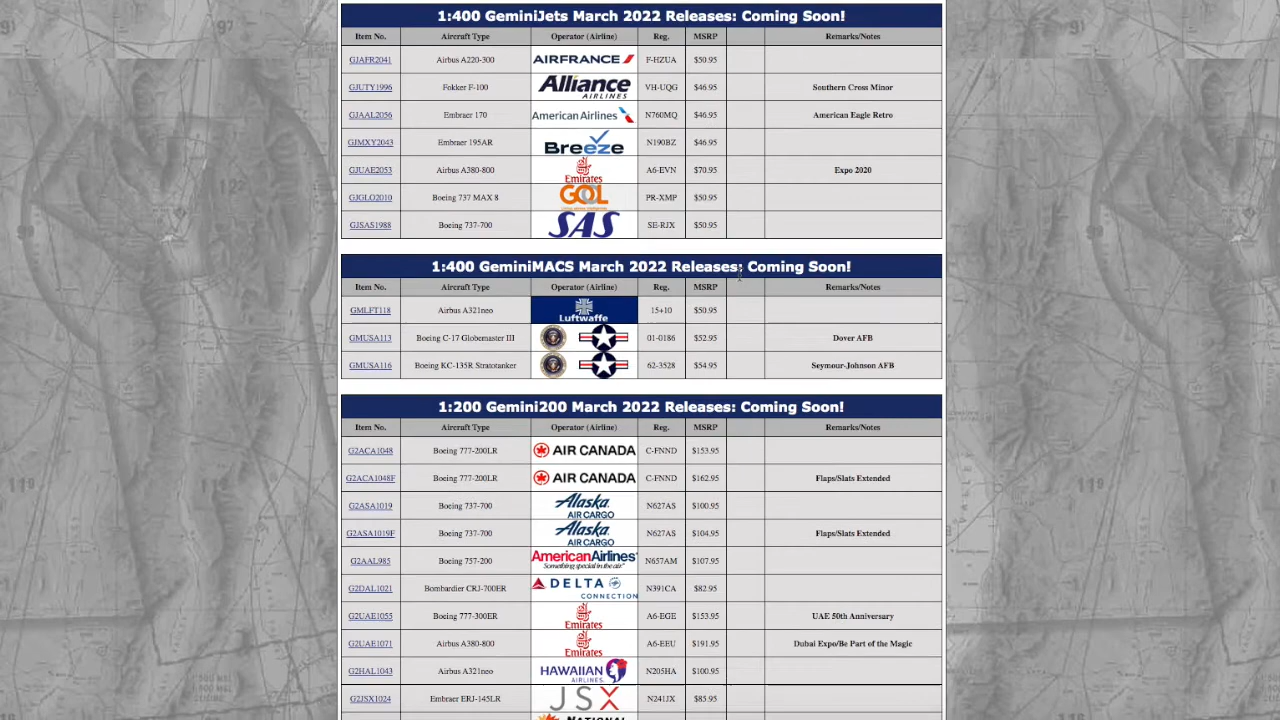 1:400 GeminiJets March 2022 Releases: Coming Soon!
Item No. Aircraft Type Operator (Airline) Reg. MSRP Remarks/Notes
GJAFR2041 Airbus A220-300 AIRFRANCE F-HZUA $50.95
GJUTY1996 Fokker F-100 Alliance AIRLINES VH-UQG $46.95 Southern Cross Minor
GJAAL2056 Embraer 170 American Airlines N760MQ $46.95 American Eagle Retro
GJMXY2043 Embraer 195AR Breeze N190BZ $46.95
GJUAE2053 Airbus A380-800 Emirates A6-EVN $70.95 Expo 2020
GJGLO2010 Boeing 737 MAX 8 GOL PR-XMP $50.95
GJSAS1988 Boeing 737-700 SAS SE-RJX $50.95
1:400 GeminiMACS March 2022 Releases: Coming Soon!
Item No. Aircraft Type Operator (Airline) Reg. MSRP Remarks/Notes
GMLFT118 Airbus A321neo Luftwaffe 15+10 $50.95
GMUSA113 Boeing C-17 Globemaster III 01-0186 $52.95 Dover AFB
GMUSA116 Boeing KC-135R Stratotanker 62-3528 $54.95 Seymour-Johnson AFB
1:200 Gemini200 March 2022 Releases: Coming Soon!
Item No. Aircraft Type Operator (Airline) Reg. MSRP Remarks/Notes
G2ACA1048 Boeing 777-200LR AIR CANADA C-FNND $153.95
G2ACA1048F Boeing 777-200LR AIR CANADA C-FNND $162.95 Flaps/Slats Extended
G2ASA1019 Boeing 737-700 Alaska AIR CARGO N627AS $100.95
G2ASA1019F Boeing 737-700 Alaska AIR CARGO N627AS $104.95 Flaps/Slats Extended
G2AAL985 Boeing 757-200 AmericanAirlines Something special in the air N657AM $107.95
G2DAL1021 Bombardier CRJ-700ER DELTA CONNECTION N391CA $82.95
G2UAE1055 Boeing 777-300ER Emirates A6-EGE $153.95 UAE 50th Anniversary
G2UAE1071 Airbus A380-800 Emirates A6-EEU $191.95 Dubai Expo/Be Part of the Magic
G2HAL1043 Airbus A321neo HAWAIIAN AIRLINES N205HA $100.95
G2JSX1024 Embraer ERJ-145LR JSX N241JX $85.95
NATIONAL